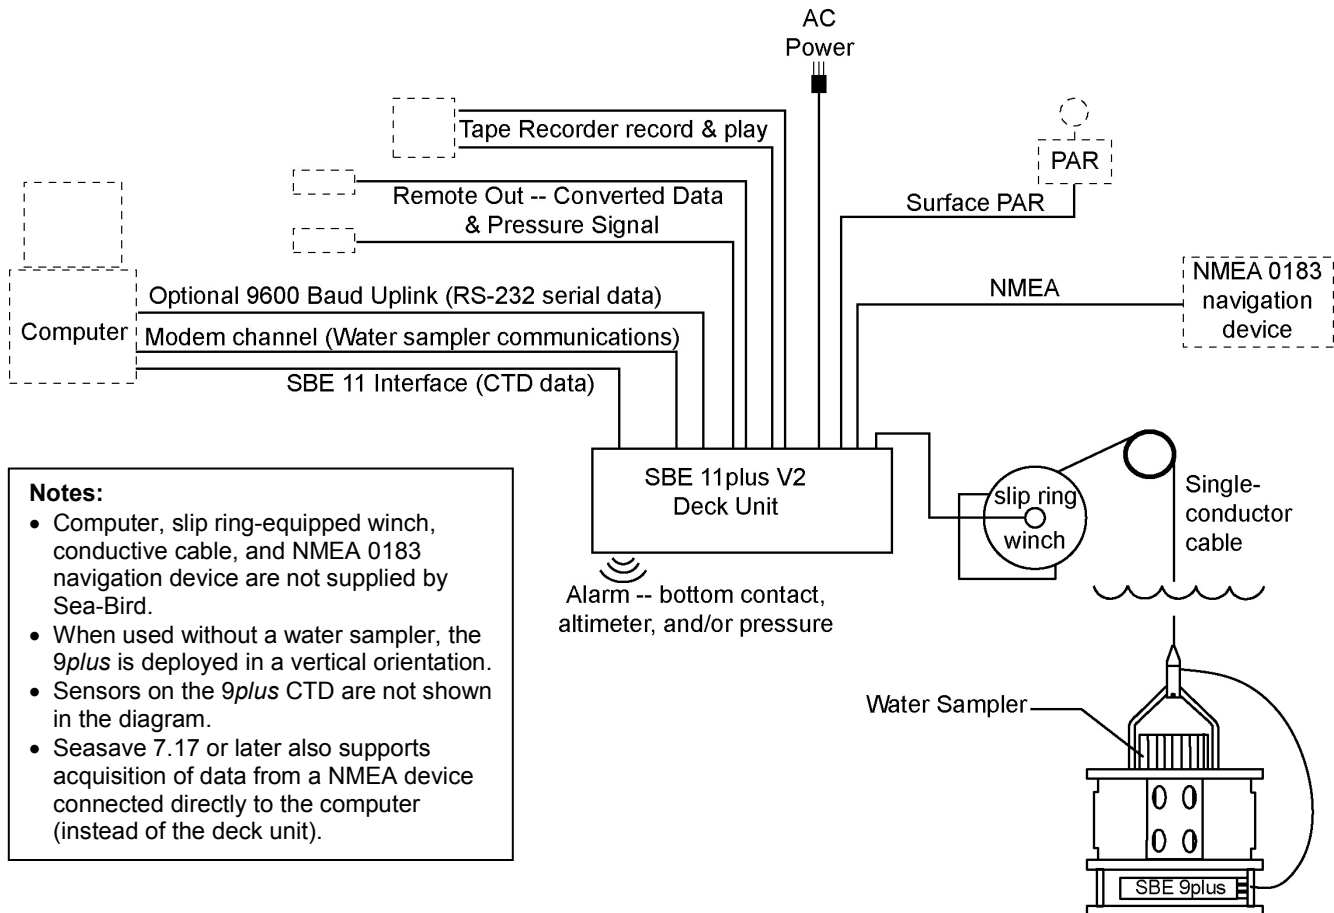 AC
Power
Tape Recorder record & play
PAR
Remote Out -- Converted Data
& Pressure Signal
Surface PAR
NMEA 0183
navigation
device
NMEA
Optional 9600 Baud Uplink (RS-232 serial data)
Computer
Modem channel (Water sampler communications)
SBE 11 Interface (CTD data)
SBE 11plus V2
Deck Unit
slip ring
winch
Single-
conductor
cable
Alarm -- bottom contact,
altimeter, and/or pressure
Notes:
• Computer, slip ring-equipped winch,
conductive cable, and NMEA 0183
navigation device are not supplied by
Sea-Bird.
• When used without a water sampler, the
9plus is deployed in a vertical orientation.
• Sensors on the 9plus CTD are not shown
in the diagram.
• Seasave 7.17 or later also supports
acquisition of data from a NMEA device
connected directly to the computer
(instead of the deck unit).
Water Sampler
SBE 9plus